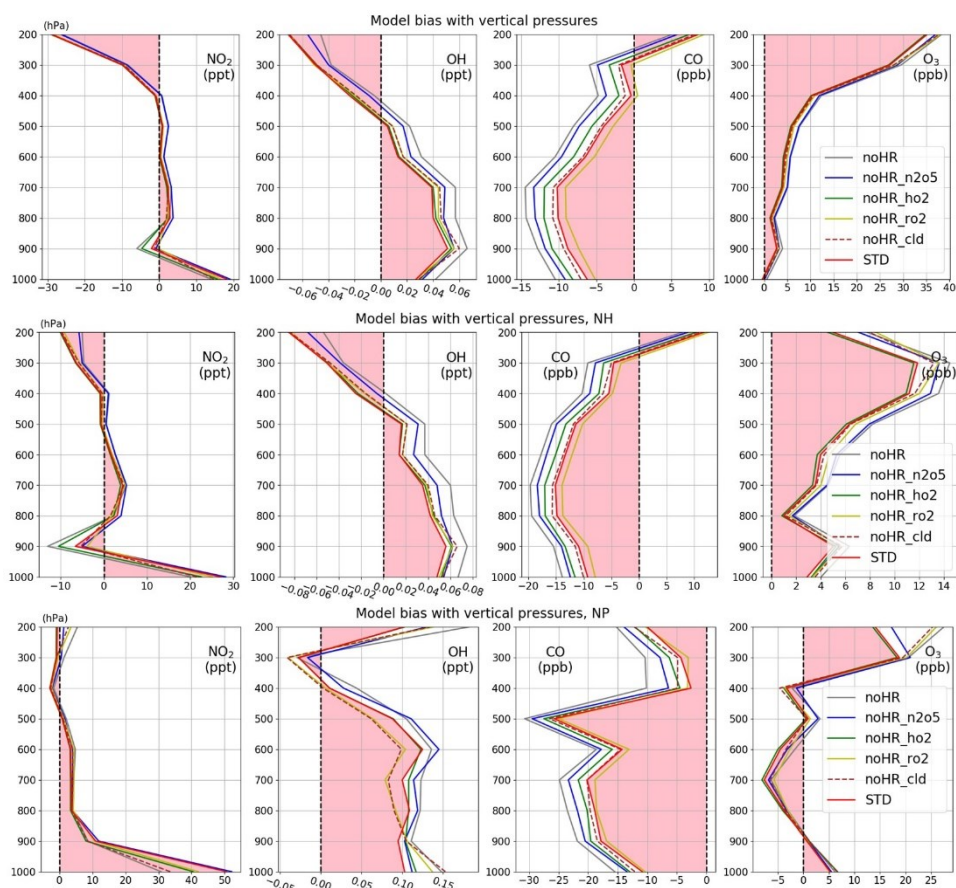 Model bias with vertical pressures
(hPa)
NO₂
(ppt)
OH
(ppt)
CO
(ppb)
O₃
(ppb)
200
300
400
500
600
700
800
900
1000
noHR
noHR_n2o5
noHR_ho2
noHR_ro2
noHR_cld
STD
−30 −20 −10 0 10 20
−0.06 −0.04 −0.02 0.00 0.02 0.04 0.06
−15 −10 −5 0 5 10
0 5 10 15 20 25 30 35 40
Model bias with vertical pressures, NH
(hPa)
NO₂
(ppt)
OH
(ppt)
CO
(ppb)
O₃
(ppb)
200
300
400
500
600
700
800
900
1000
noHR
noHR_n2o5
noHR_ho2
noHR_ro2
noHR_cld
STD
−10 0 10 20 30
−0.08 −0.06 −0.04 −0.02 0.00 0.02 0.04 0.06 0.08
−20 −15 −10 −5 0 5 10
0 2 4 6 8 10 12 14
Model bias with vertical pressures, NP
NO₂
(ppt)
OH
(ppt)
CO
(ppb)
O₃
(ppb)
200
300
400
500
600
700
800
900
1000
noHR
noHR_n2o5
noHR_ho2
noHR_ro2
noHR_cld
STD
0 10 20 30 40 50
−0.05 0.00 0.05 0.10 0.15
−30 −25 −20 −15 −10 −5 0
−10 0 10 20 30